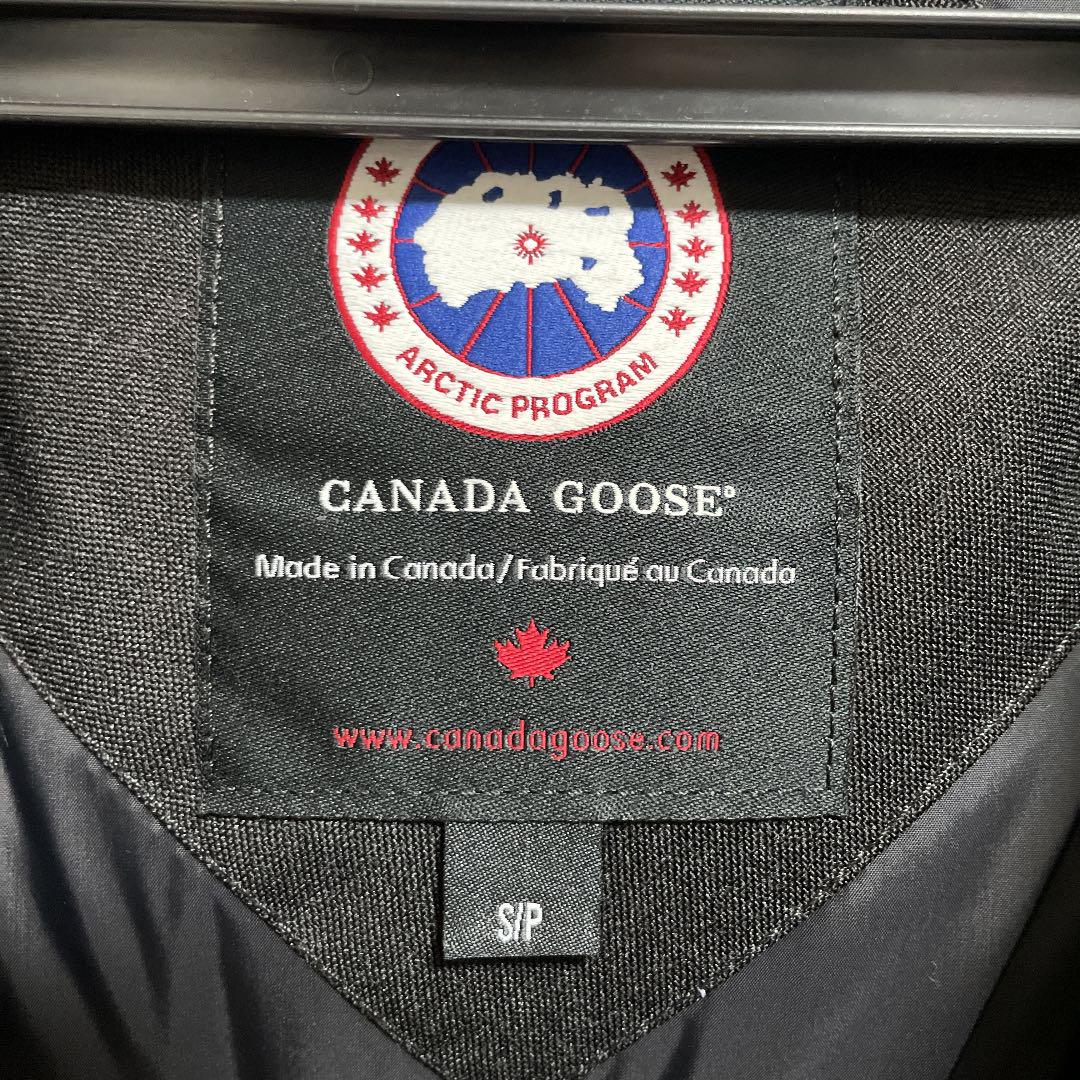 ARCTIC PROGRAM
CANADA GOOSE®
Made in Canada/Fabriqué au Canada
www.canadagoose.com
S/P